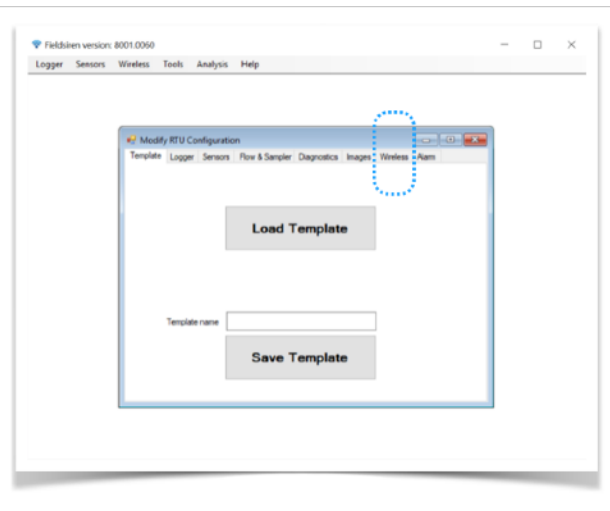 Fieldsiren version: 8001.0060
Logger Sensors Wireless Tools Analysis Help
Modify RTU Configuration
Template Logger Sensors Flow & Sampler Diagnostics Images Wireless Alarm
Load Template
Template name
Save Template